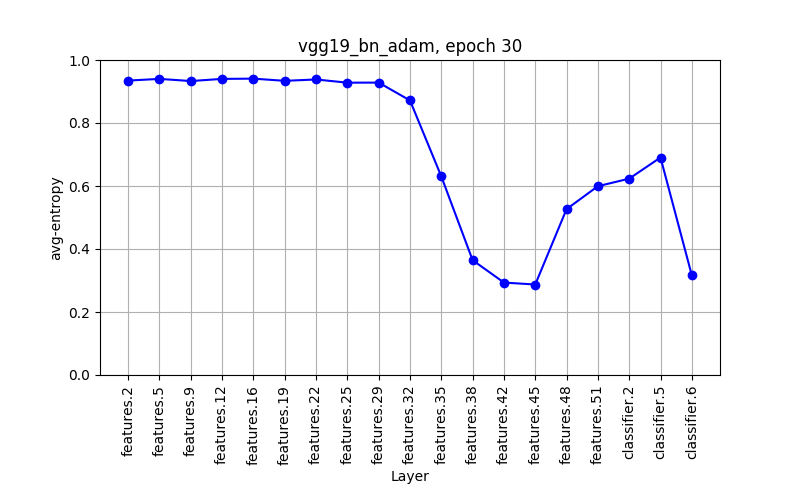 vgg19_bn_adam, epoch 30
1.0
0.8
0.6
0.4
0.2
0.0
avg-entropy
features.2
features.5
features.9
features.12
features.16
features.19
features.22
features.25
features.29
features.32
features.35
features.38
features.42
features.45
features.48
features.51
classifier.2
classifier.5
classifier.6
Layer